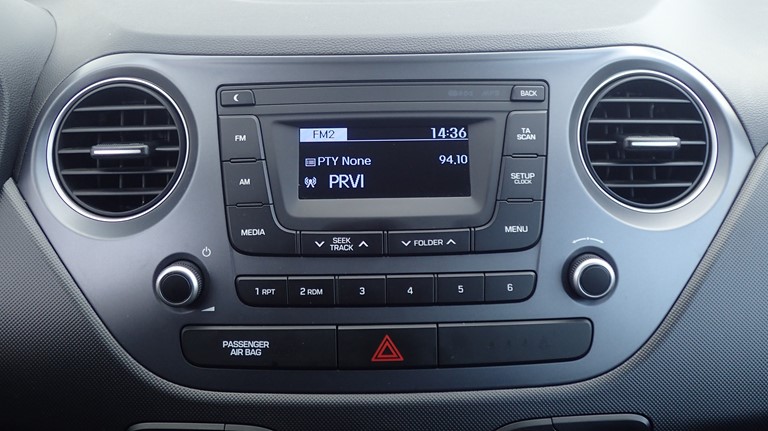 BACK
FM
FM2 14:36
TA
SCAN
PTY None 94.10
AM
PRVI
SETUP
CLOCK
MEDIA
SEEK
TRACK
FOLDER
MENU
1 RPT 2 RDM 3 4 5 6
PASSENGER
AIR BAG